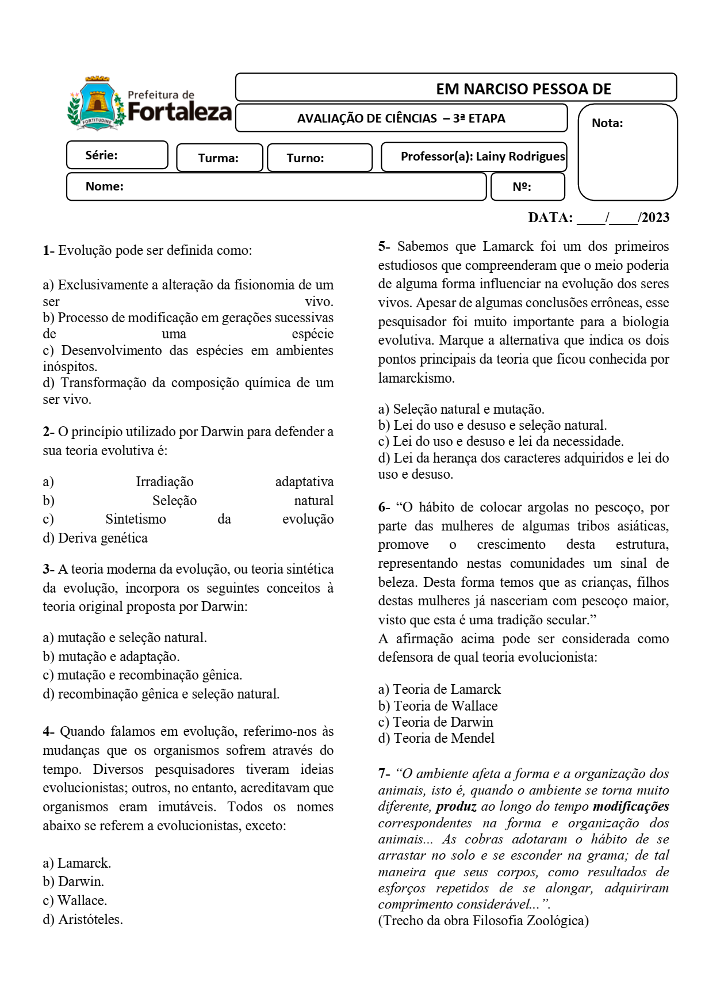 FORTITUDINE
Prefeitura de
Fortaleza
EM NARCISO PESSOA DE
AVALIAÇÃO DE CIÊNCIAS – 3ª ETAPA
Nota:
Série:
Turma:
Turno:
Professor(a): Lainy Rodrigues
Nome:
Nº:
DATA: ____/____/2023
1- Evolução pode ser definida como:
a) Exclusivamente a alteração da fisionomia de um
ser vivo.
b) Processo de modificação em gerações sucessivas
de uma espécie
c) Desenvolvimento das espécies em ambientes
inóspitos.
d) Transformação da composição química de um
ser vivo.
2- O princípio utilizado por Darwin para defender a
sua teoria evolutiva é:
a) Irradiação adaptativa
b) Seleção natural
c) Sintetismo da evolução
d) Deriva genética
3- A teoria moderna da evolução, ou teoria sintética
da evolução, incorpora os seguintes conceitos à
teoria original proposta por Darwin:
a) mutação e seleção natural.
b) mutação e adaptação.
c) mutação e recombinação gênica.
d) recombinação gênica e seleção natural.
4- Quando falamos em evolução, referimo-nos às
mudanças que os organismos sofrem através do
tempo. Diversos pesquisadores tiveram ideias
evolucionistas; outros, no entanto, acreditavam que
organismos eram imutáveis. Todos os nomes
abaixo se referem a evolucionistas, exceto:
a) Lamarck.
b) Darwin.
c) Wallace.
d) Aristóteles.
5- Sabemos que Lamarck foi um dos primeiros
estudiosos que compreenderam que o meio poderia
de alguma forma influenciar na evolução dos seres
vivos. Apesar de algumas conclusões errôneas, esse
pesquisador foi muito importante para a biologia
evolutiva. Marque a alternativa que indica os dois
pontos principais da teoria que ficou conhecida por
lamarckismo.
a) Seleção natural e mutação.
b) Lei do uso e desuso e seleção natural.
c) Lei do uso e desuso e lei da necessidade.
d) Lei da herança dos caracteres adquiridos e lei do
uso e desuso.
6- “O hábito de colocar argolas no pescoço, por
parte das mulheres de algumas tribos asiáticas,
promove o crescimento desta estrutura,
representando nestas comunidades um sinal de
beleza. Desta forma temos que as crianças, filhos
destas mulheres já nasceriam com pescoço maior,
visto que esta é uma tradição secular.”
A afirmação acima pode ser considerada como
defensora de qual teoria evolucionista:
a) Teoria de Lamarck
b) Teoria de Wallace
c) Teoria de Darwin
d) Teoria de Mendel
7- “O ambiente afeta a forma e a organização dos
animais, isto é, quando o ambiente se torna muito
diferente, produz ao longo do tempo modificações
correspondentes na forma e organização dos
animais... As cobras adotaram o hábito de se
arrastar no solo e se esconder na grama; de tal
maneira que seus corpos, como resultados de
esforços repetidos de se alongar, adquiriram
comprimento considerável...”.
(Trecho da obra Filosofia Zoológica)